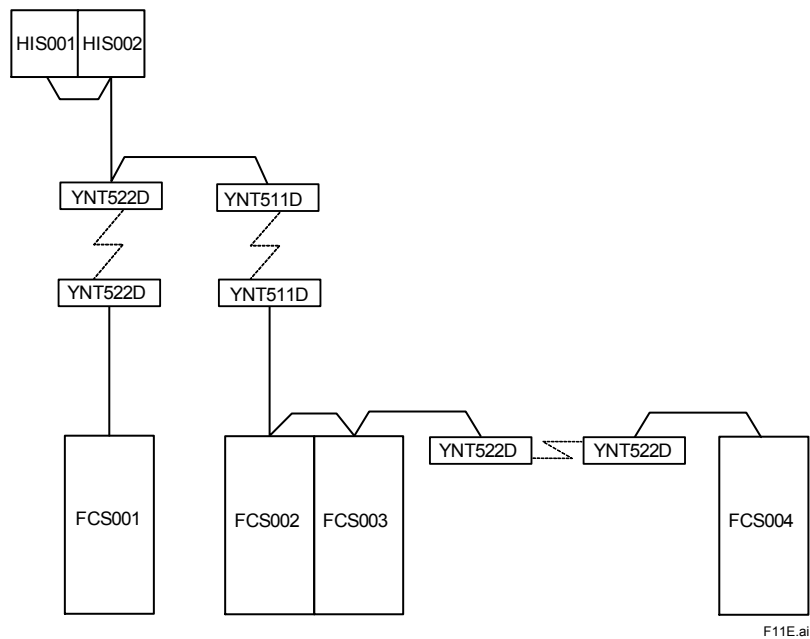 HIS001 HIS002
YNT522D YNT511D
YNT522D YNT511D
YNT522D YNT522D
FCS001 FCS002 FCS003 FCS004
F11E.ai